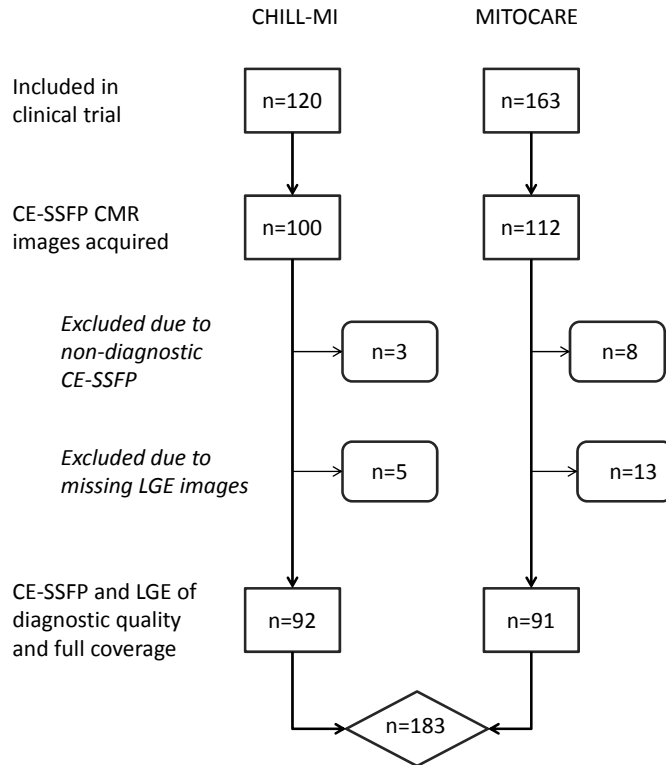 CHILL-MI MITOCARE
Included in
clinical trial
n=120 n=163
CE-SSFP CMR
images acquired
n=100 n=112
Excluded due to
non-diagnostic
CE-SSFP
n=3 n=8
Excluded due to
missing LGE images
n=5 n=13
CE-SSFP and LGE of
diagnostic quality
and full coverage
n=92 n=91
n=183